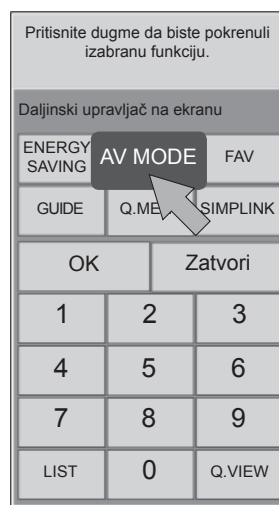 Pritisnite dugme da biste pokrenuli
izabranu funkciju.
Daljinski upravljač na ekranu
ENERGY
SAVING
AV MODE
FAV
GUIDE
Q.ME
SIMPLINK
OK
Zatvori
1
2
3
4
5
6
7
8
9
LIST
0
Q.VIEW